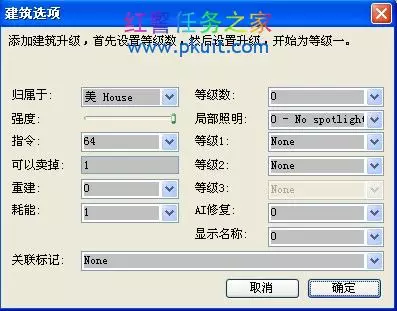 建筑选项
红警任务之家
添加建筑升级，首先设置等级数，然后设置升级，开始为等级一。
www.pkult.com
归属于: 美 House 等级数: 0
强度: 局部照明: 0 - No spotlight
指令: 64 等级1: None
可以卖掉: 1 等级2: None
重建: 0 等级3: None
耗能: 1 AI修复: 0
显示名称: 0
关联标记: None
取消 确定